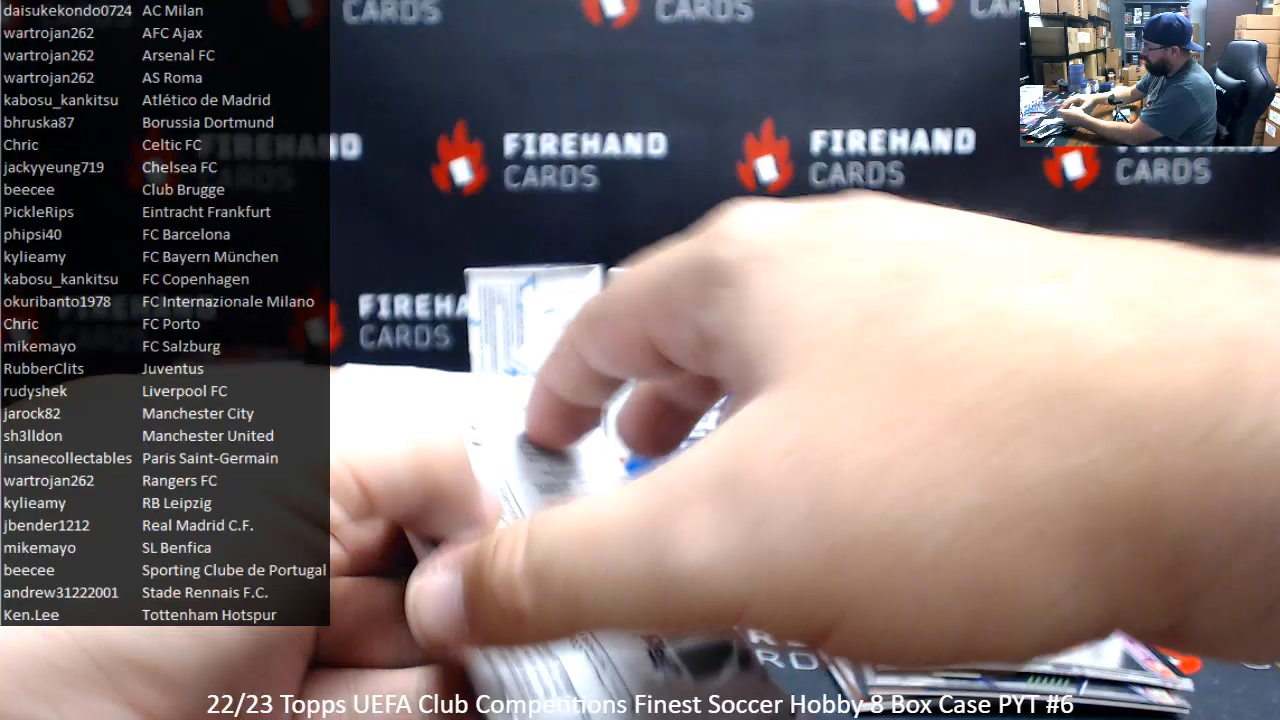 daisukekondo0724 AC Milan
wartrojan262 AFC Ajax
wartrojan262 Arsenal FC
wartrojan262 AS Roma
kabosu_kankitsu Atlético de Madrid
bhruska87 Borussia Dortmund
Chric Celtic FC
jackyyeung719 Chelsea FC
beecee Club Brugge
PickleRips Eintracht Frankfurt
phipsi40 FC Barcelona
kylieamy FC Bayern München
kabosu_kankitsu FC Copenhagen
okuribanto1978 FC Internazionale Milano
Chric FC Porto
mikemayo FC Salzburg
RubberClits Juventus
rudyshek Liverpool FC
jarock82 Manchester City
sh3lldon Manchester United
insanecollectables Paris Saint-Germain
wartrojan262 Rangers FC
kylieamy RB Leipzig
jbender1212 Real Madrid C.F.
mikemayo SL Benfica
beecee Sporting Clube de Portugal
andrew31222001 Stade Rennais F.C.
Ken.Lee Tottenham Hotspur
CARDS
CARDS
FIREHAND
CARDS
FIREHAND
CARDS
CARDS
FIREHA
CARDS
22/23 Topps UEFA Club Competitions Finest Soccer Hobby 8 Box Case PYT #6